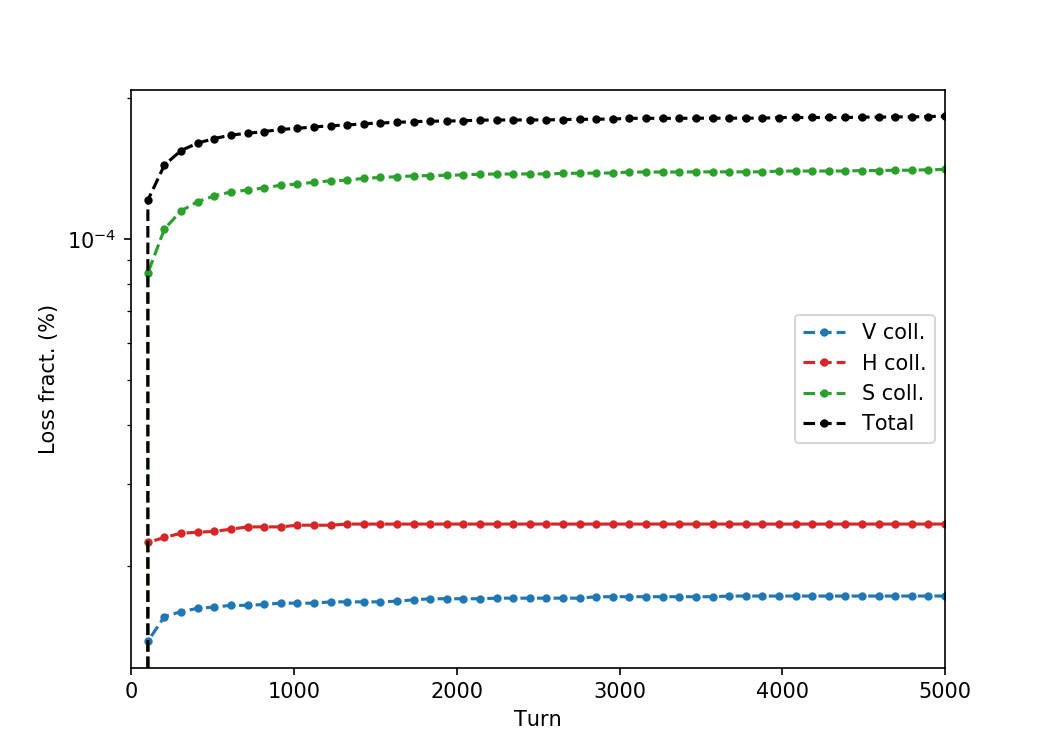 10⁻⁴
Loss fract. (%)
V coll.
H coll.
S coll.
Total
0 1000 2000 3000 4000 5000
Turn